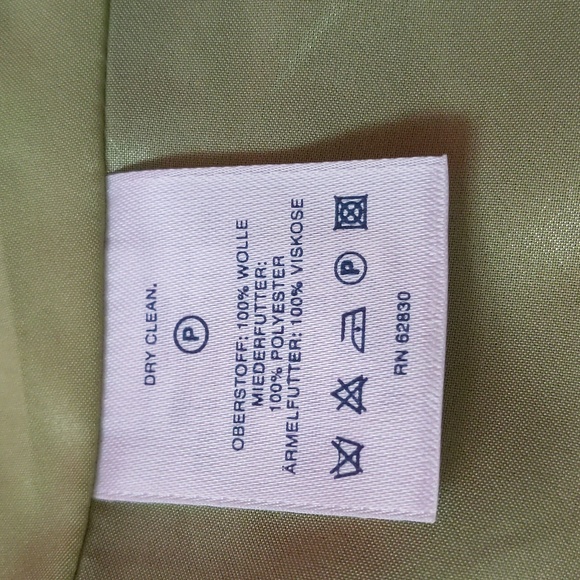 DRY CLEAN.
P
OBERSTOFF: 100% WOLLE
MIEDERFUTTER:
100% POLYESTER
ÄRMELFUTTER: 100% VISKOSE
P
RN 62830